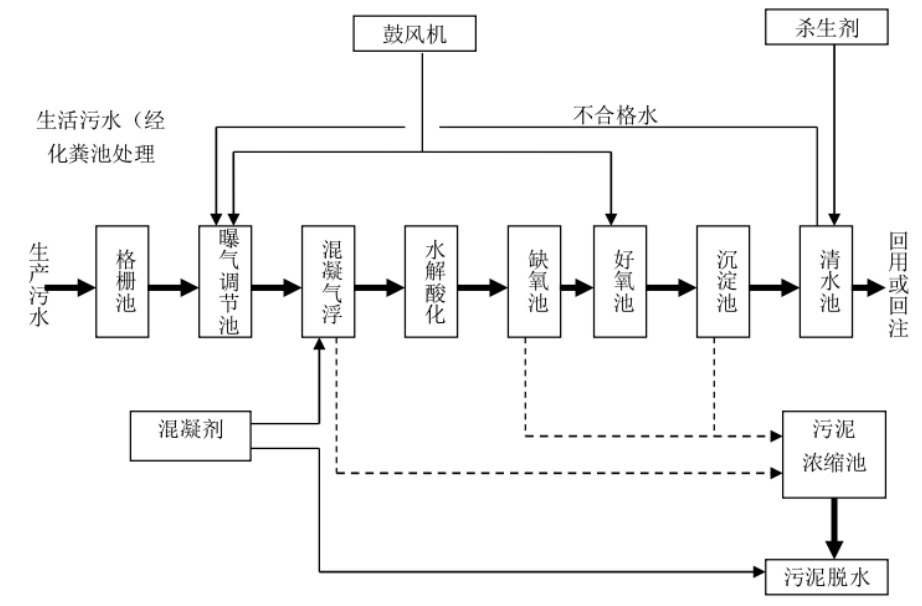 鼓风机
杀生剂
生活污水（经
化粪池处理
不合格水
生产污水
格栅池
曝气调节池
混凝气浮
水解酸化
缺氧池
好氧池
沉淀池
清水池
回用或回注
混凝剂
污泥
浓缩池
污泥脱水